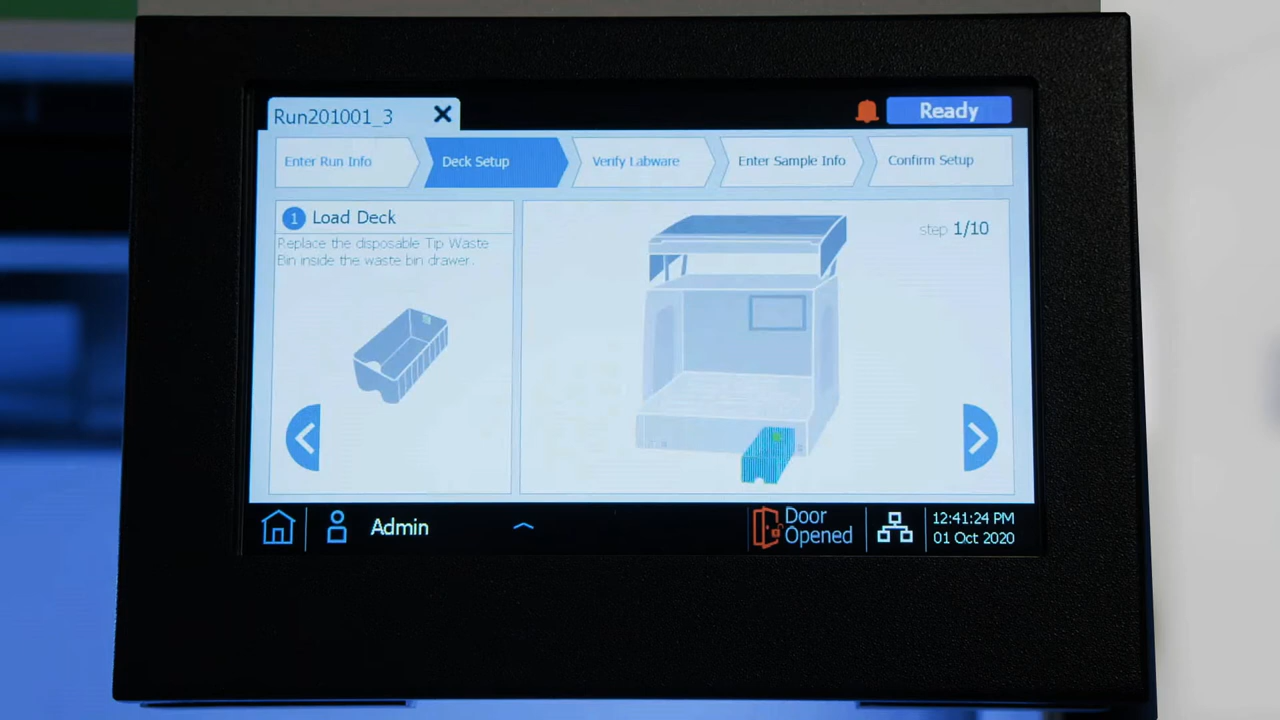 Run201001_3
Ready
Enter Run Info
Deck Setup
Verify Labware
Enter Sample Info
Confirm Setup
1 Load Deck
Replace the disposable Tip Waste
Bin inside the waste bin drawer.
step 1/10
Admin
Door
Opened
12:41:24 PM
01 Oct 2020